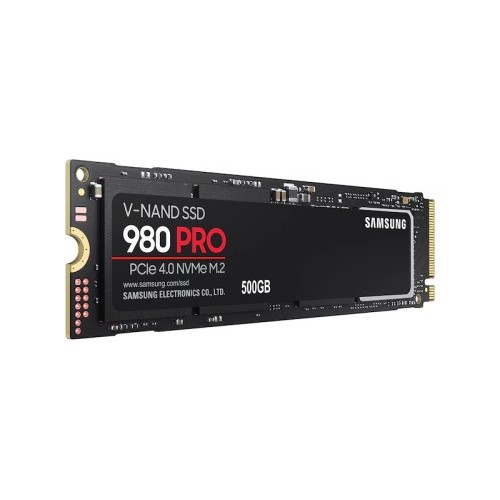 V-NAND SSD
980 PRO
PCIe 4.0 NVMe M.2
www.samsung.com/ssd
SAMSUNG ELECTRONICS CO., LTD.
500GB
SAMSUNG